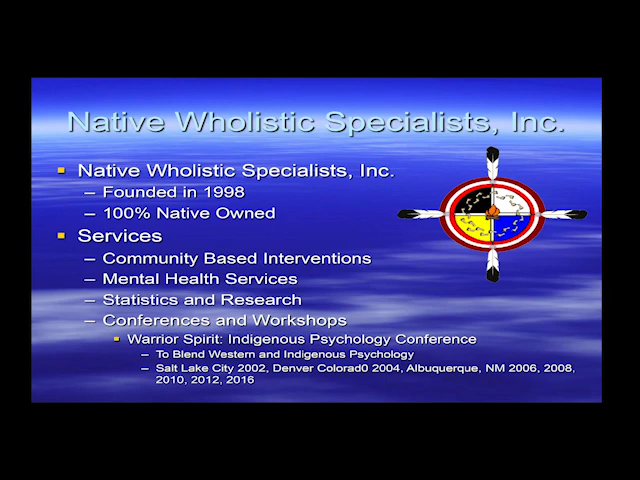 Native Wholistic Specialists, Inc.
Native Wholistic Specialists, Inc.
– Founded in 1998
– 100% Native Owned
Services
– Community Based Interventions
– Mental Health Services
– Statistics and Research
– Conferences and Workshops
Warrior Spirit: Indigenous Psychology Conference
– To Blend Western and Indigenous Psychology
– Salt Lake City 2002, Denver Colorad0 2004, Albuquerque, NM 2006, 2008,
2010, 2012, 2016